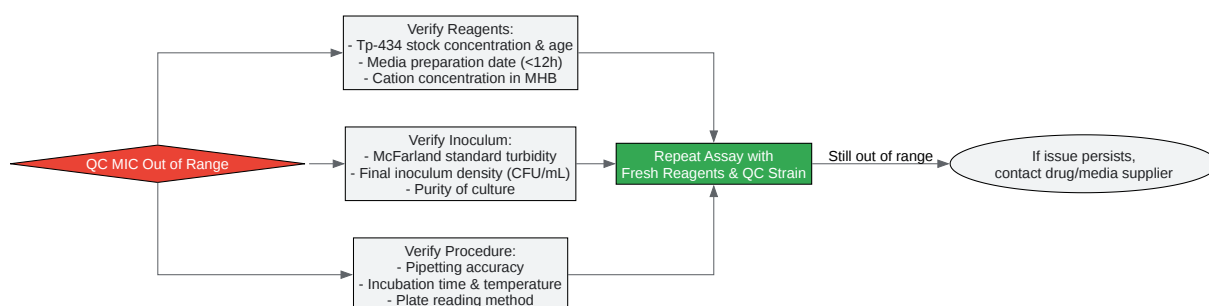 Verify Reagents:
- Tp-434 stock concentration & age
- Media preparation date (<12h)
- Cation concentration in MHB
QC MIC Out of Range
Verify Inoculum:
- McFarland standard turbidity
- Final inoculum density (CFU/mL)
- Purity of culture
Repeat Assay with
Fresh Reagents & QC Strain
Still out of range
If issue persists,
contact drug/media supplier
Verify Procedure:
- Pipetting accuracy
- Incubation time & temperature
- Plate reading method